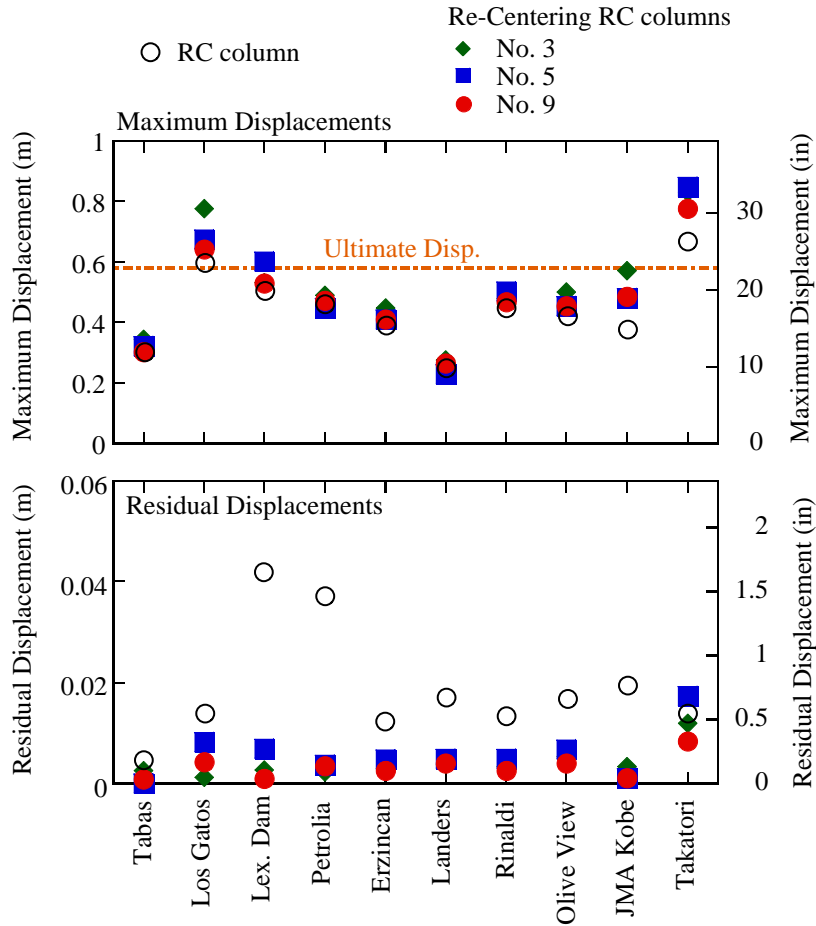 Re-Centering RC columns
RC column
No. 3
No. 5
No. 9
Maximum Displacements
Maximum Displacement (m)
1
0.8
0.6
0.4
0.2
0
Ultimate Disp.
30
20
10
0
Maximum Displacement (in)
Residual Displacements
Residual Displacement (m)
0.06
0.04
0.02
0
2
1.5
1
0.5
0
Residual Displacement (in)
Tabas
Los Gatos
Lex. Dam
Petrolia
Erzincan
Landers
Rinaldi
Olive View
JMA Kobe
Takatori